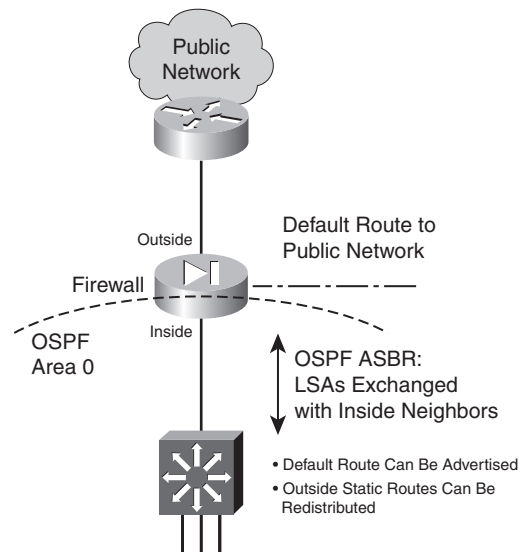 Public
Network
Outside
Default Route to
Public Network
Firewall
Inside
OSPF
Area 0
OSPF ASBR:
LSAs Exchanged
with Inside Neighbors
• Default Route Can Be Advertised
• Outside Static Routes Can Be
Redistributed